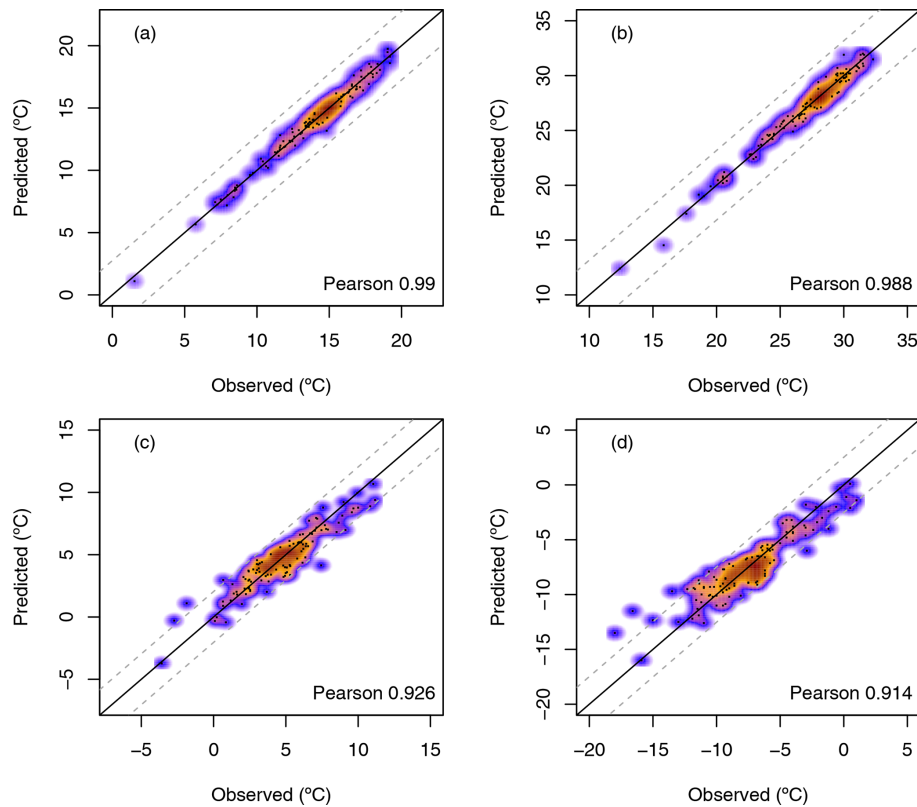 (a)
Predicted (ºC)
20
15
10
5
0
Pearson 0.99
0 5 10 15 20
Observed (ºC)
(b)
Predicted (ºC)
35
30
25
20
15
10
Pearson 0.988
10 15 20 25 30 35
Observed (ºC)
(c)
Predicted (ºC)
15
10
5
0
−5
Pearson 0.926
−5 0 5 10 15
Observed (ºC)
(d)
Predicted (ºC)
5
0
−5
−10
−15
−20
Pearson 0.914
−20 −15 −10 −5 0 5
Observed (ºC)